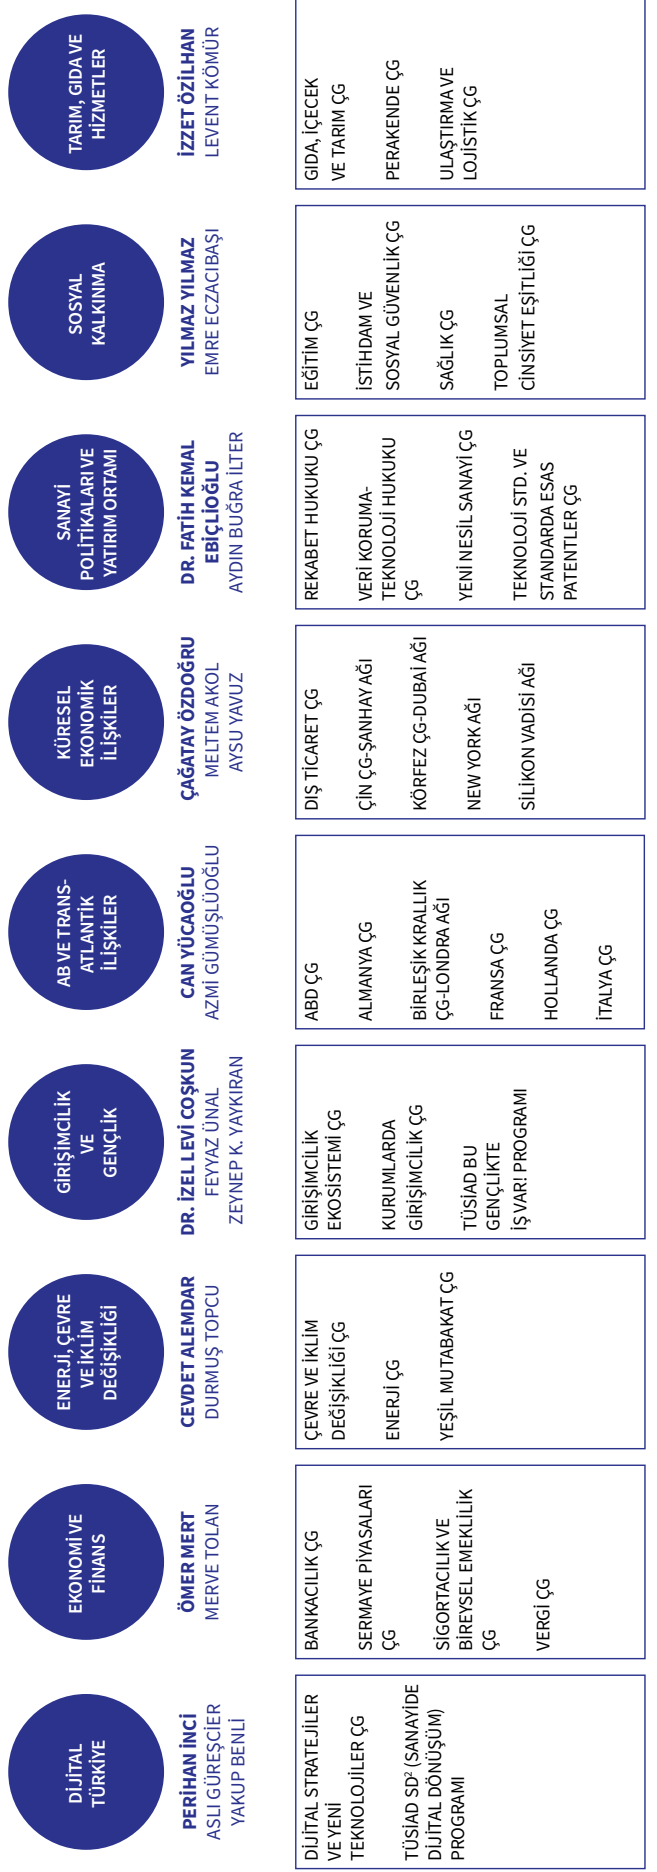 DİJİTAL
TÜRKİYE
PERİHAN İNCİ
ASLI GÜREŞCİER
YAKUP BENLİ
DİJİTAL STRATEJİLER
VE YENİ
TEKNOLOJİLER ÇG
TÜSİAD SD² (SANAYİDE
DİJİTAL DÖNÜŞÜM)
PROGRAMI
EKONOMİ VE
FİNANS
ÖMER MERT
MERVE TOLAN
BANKACILIK ÇG
SERMAYE PİYASALARI
ÇG
SİGORTACILIK VE
BİREYSEL EMEKLİLİK
ÇG
VERGİ ÇG
ENERJİ, ÇEVRE
VE İKLİM
DEĞİŞİKLİĞİ
CEVDET ALEMDAR
DURMUŞ TOPCU
ÇEVRE VE İKLİM
DEĞİŞİKLİĞİ ÇG
ENERJİ ÇG
YEŞİL MUTABAKAT ÇG
GİRİŞİMCİLİK
VE
GENÇLİK
DR. İZEL LEVİ COŞKUN
FEYYAZ ÜNAL
ZEYNEP K. YAYKIRAN
GİRİŞİMCİLİK
EKOSİSTEMİ ÇG
KURUMLARDA
GİRİŞİMCİLİK ÇG
TÜSİAD BU
GENÇLİKTE
İŞ VAR! PROGRAMI
AB VE TRANS-
ATLANTİK
İLİŞKİLER
CAN YÜCAOĞLU
AZMİ GÜMÜŞLÜOĞLU
ABD ÇG
ALMANYA ÇG
BİRLEŞİK KRALLIK
ÇG-LONDRA AĞI
FRANSA ÇG
HOLLANDA ÇG
İTALYA ÇG
KÜRESEL
EKONOMİK
İLİŞKİLER
ÇAĞATAY ÖZDOĞRU
MELTEM AKOL
AYSU YAVUZ
DIŞ TİCARET ÇG
ÇİN ÇG-ŞANHAY AĞI
KÖRFEZ ÇG-DUBAI AĞI
NEW YORK AĞI
SİLİKON VADİSİ AĞI
SANAYİ
POLİTİKALARI VE
YATIRIM ORTAMI
DR. FATİH KEMAL
EBİÇLİOĞLU
AYDIN BUĞRA İLTER
REKABET HUKUKU ÇG
VERİ KORUMA-
TEKNOLOJİ HUKUKU
ÇG
YENİ NESİL SANAYİ ÇG
TEKNOLOJİ STD. VE
STANDARDA ESAS
PATENTLER ÇG
SOSYAL
KALKINMA
YILMAZ YILMAZ
EMRE ECZACIBAŞI
EĞİTİM ÇG
İSTİHDAM VE
SOSYAL GÜVENLİK ÇG
SAĞLIK ÇG
TOPLUMSAL
CİNSİYET EŞİTLİĞİ ÇG
TARIM, GIDA VE
HİZMETLER
İZZET ÖZİLHAN
LEVENT KÖMÜR
GIDA, İÇECEK
VE TARIM ÇG
PERAKENDE ÇG
ULAŞTIRMA VE
LOJİSTİK ÇG